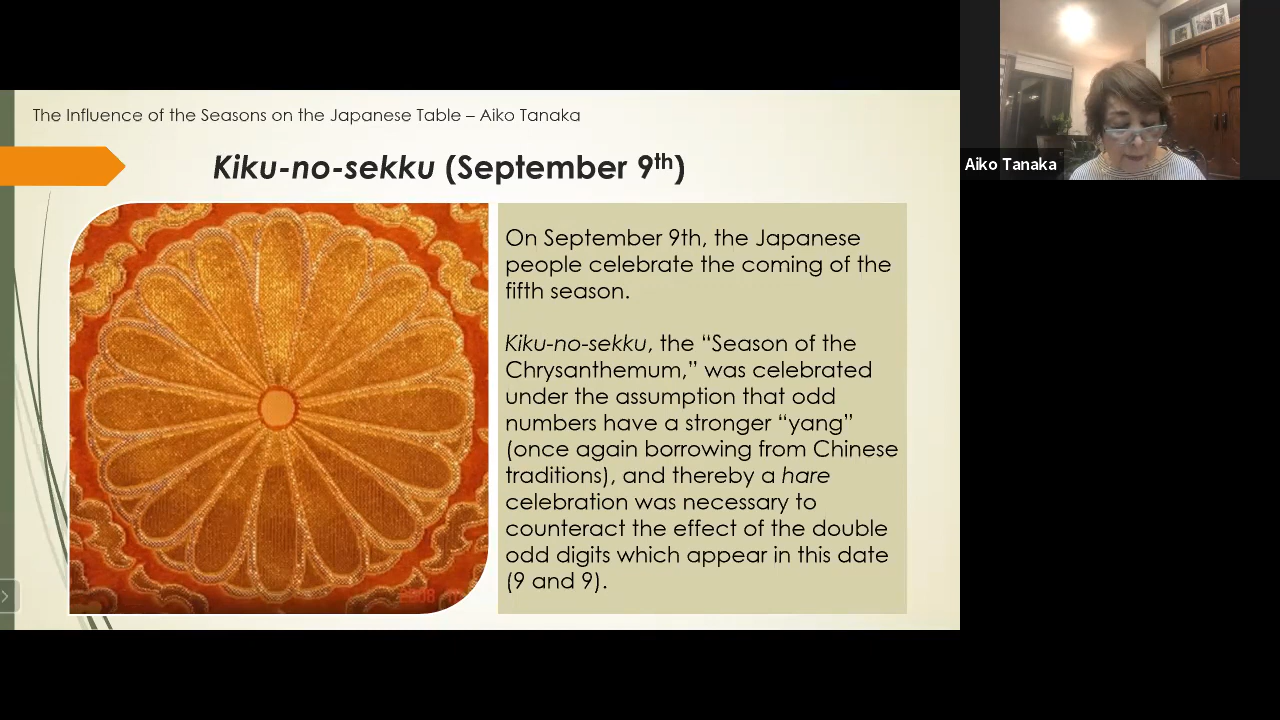 The Influence of the Seasons on the Japanese Table – Aiko Tanaka
Kiku-no-sekku (September 9th)
On September 9th, the Japanese
people celebrate the coming of the
fifth season.
Kiku-no-sekku, the “Season of the
Chrysanthemum,” was celebrated
under the assumption that odd
numbers have a stronger “yang”
(once again borrowing from Chinese
traditions), and thereby a hare
celebration was necessary to
counteract the effect of the double
odd digits which appear in this date
(9 and 9).
Aiko Tanaka